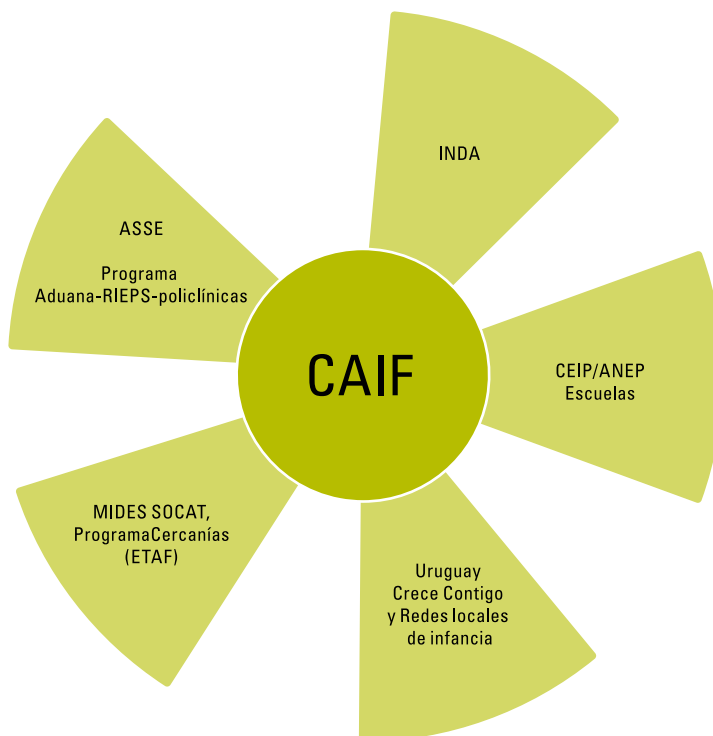 INDA
ASSE
Programa
Aduana-RIEPS-policlínicas
CAIF
CEIP/ANEP
Escuelas
MIDES SOCAT,
ProgramaCercanías
(ETAF)
Uruguay
Crece Contigo
y Redes locales
de infancia